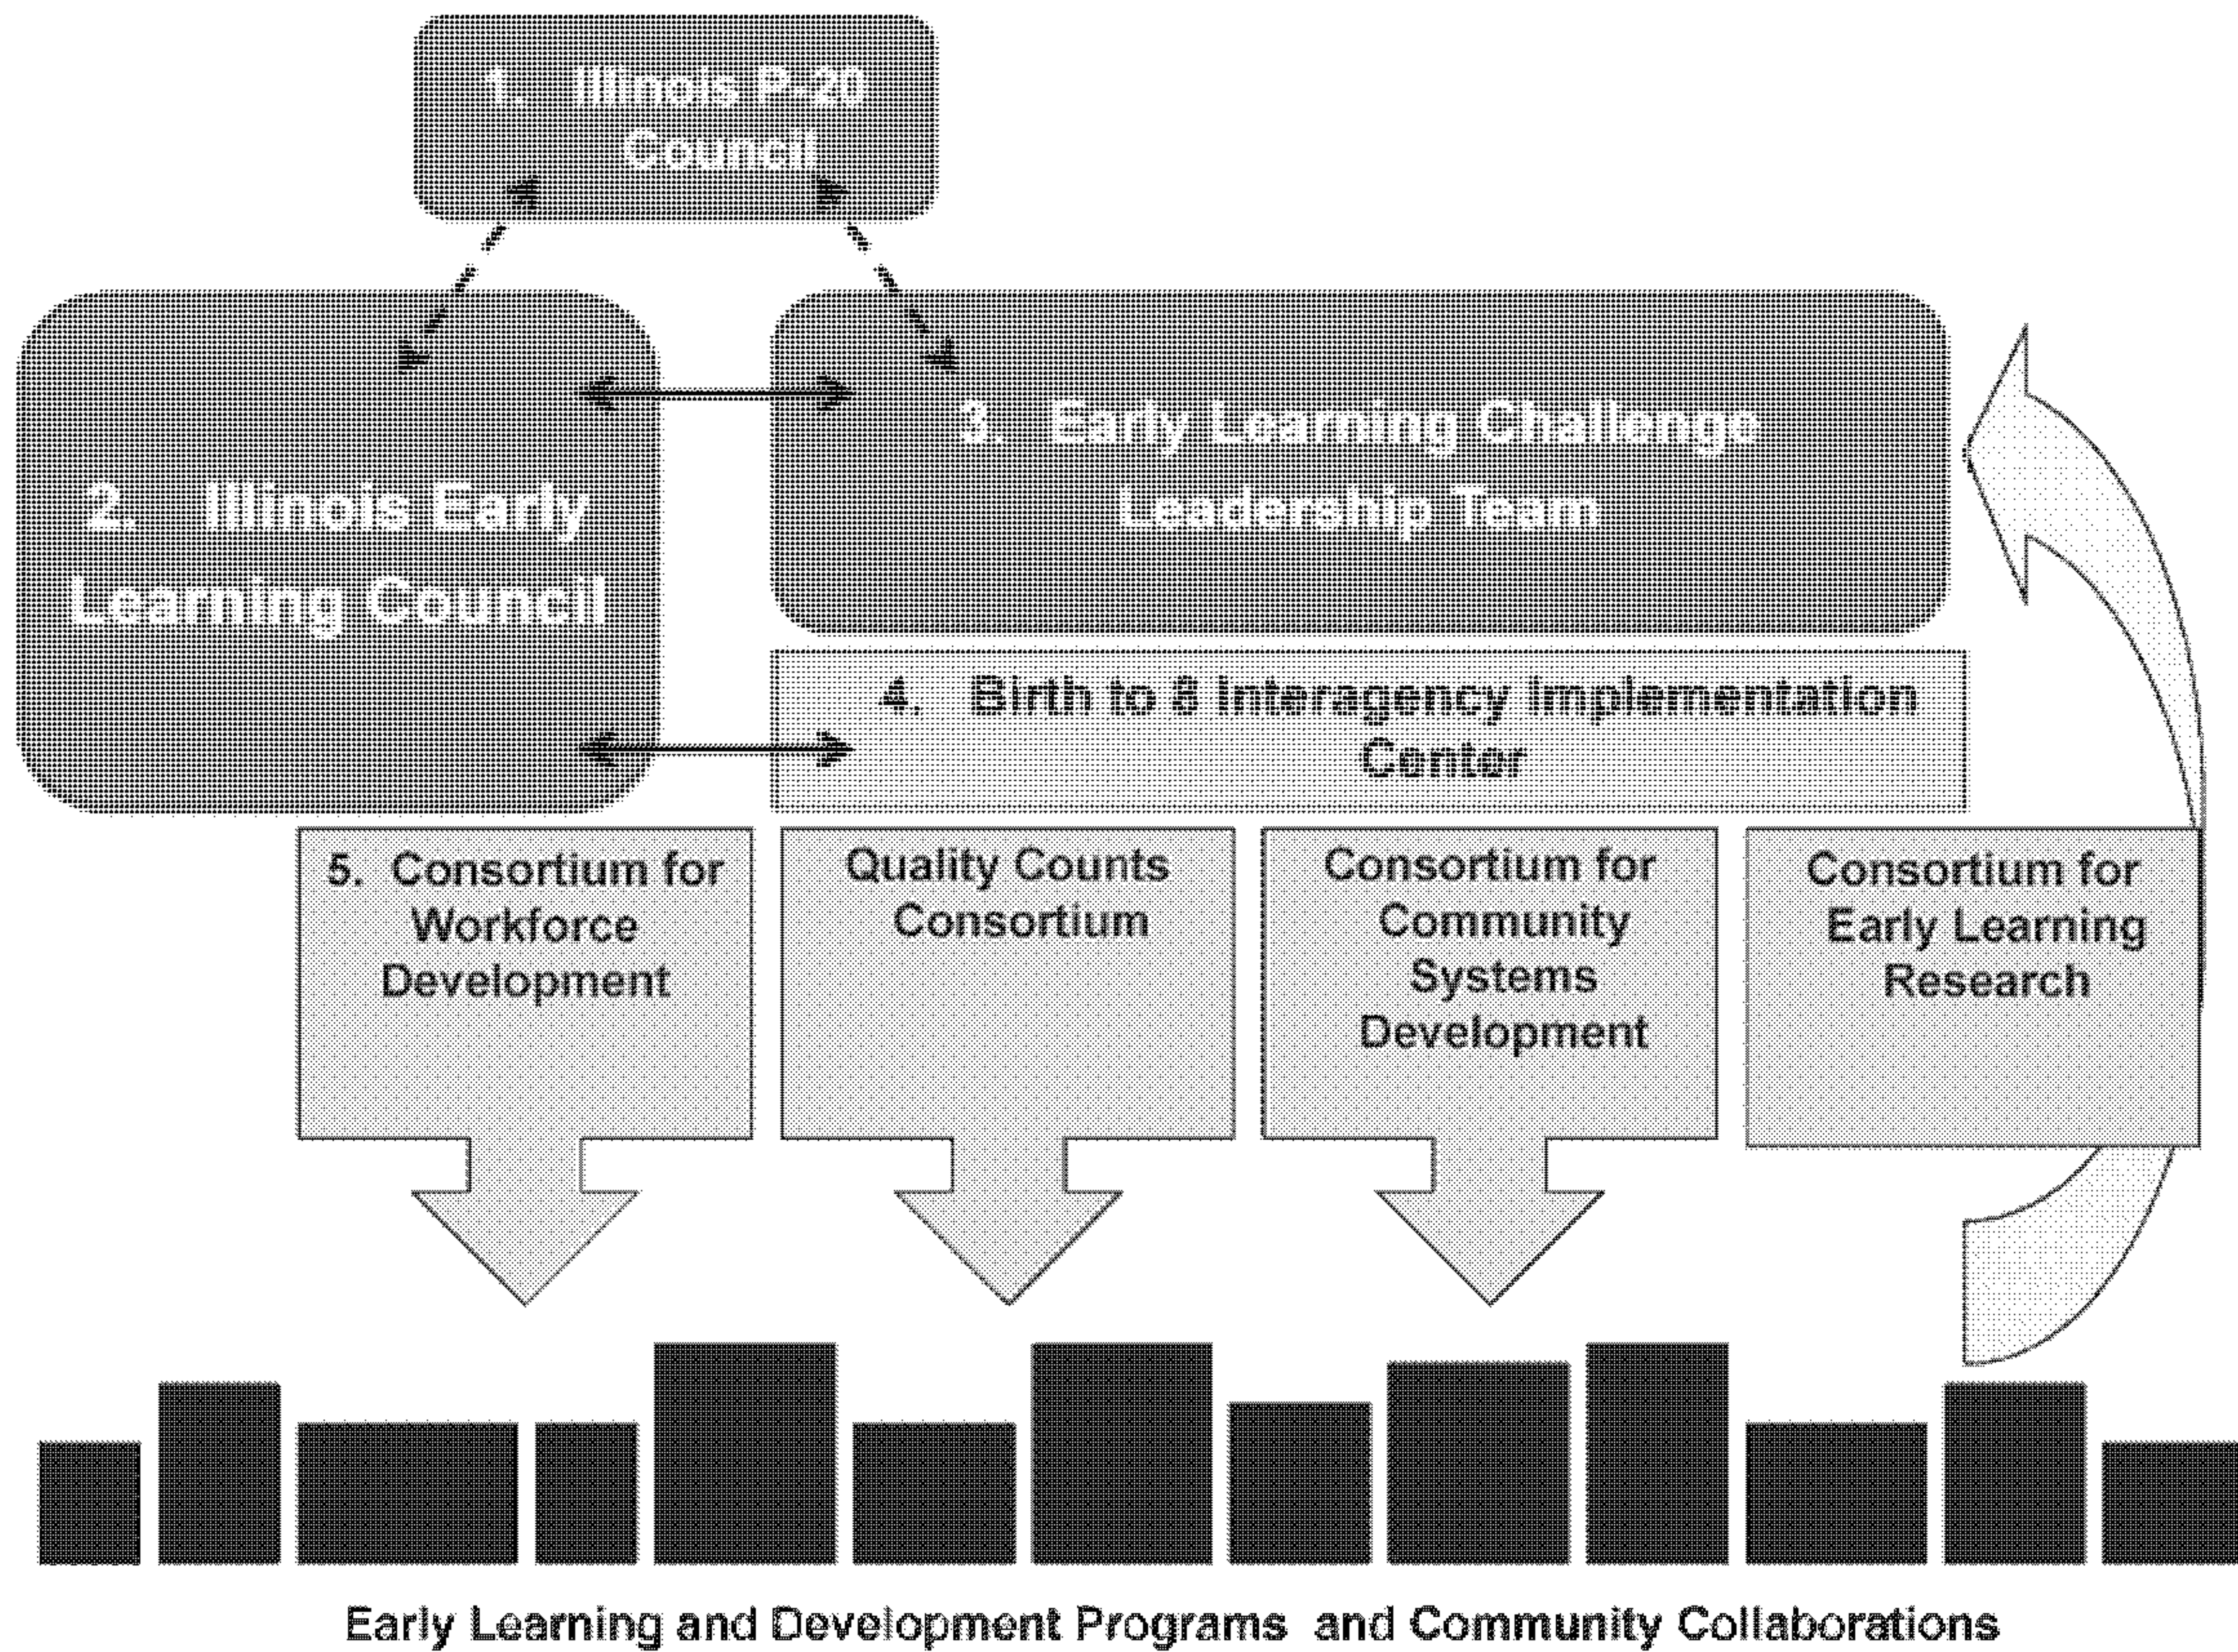 1. Illinois P-20
Council
2. Illinois Early
Learning Council
3. Early Learning Challenge
Leadership Team
4. Birth to 8 Interagency Implementation
Center
5. Consortium for
Workforce
Development
Quality Counts
Consortium
Consortium for
Community
Systems
Development
Consortium for
Early Learning
Research
Early Learning and Development Programs and Community Collaborations